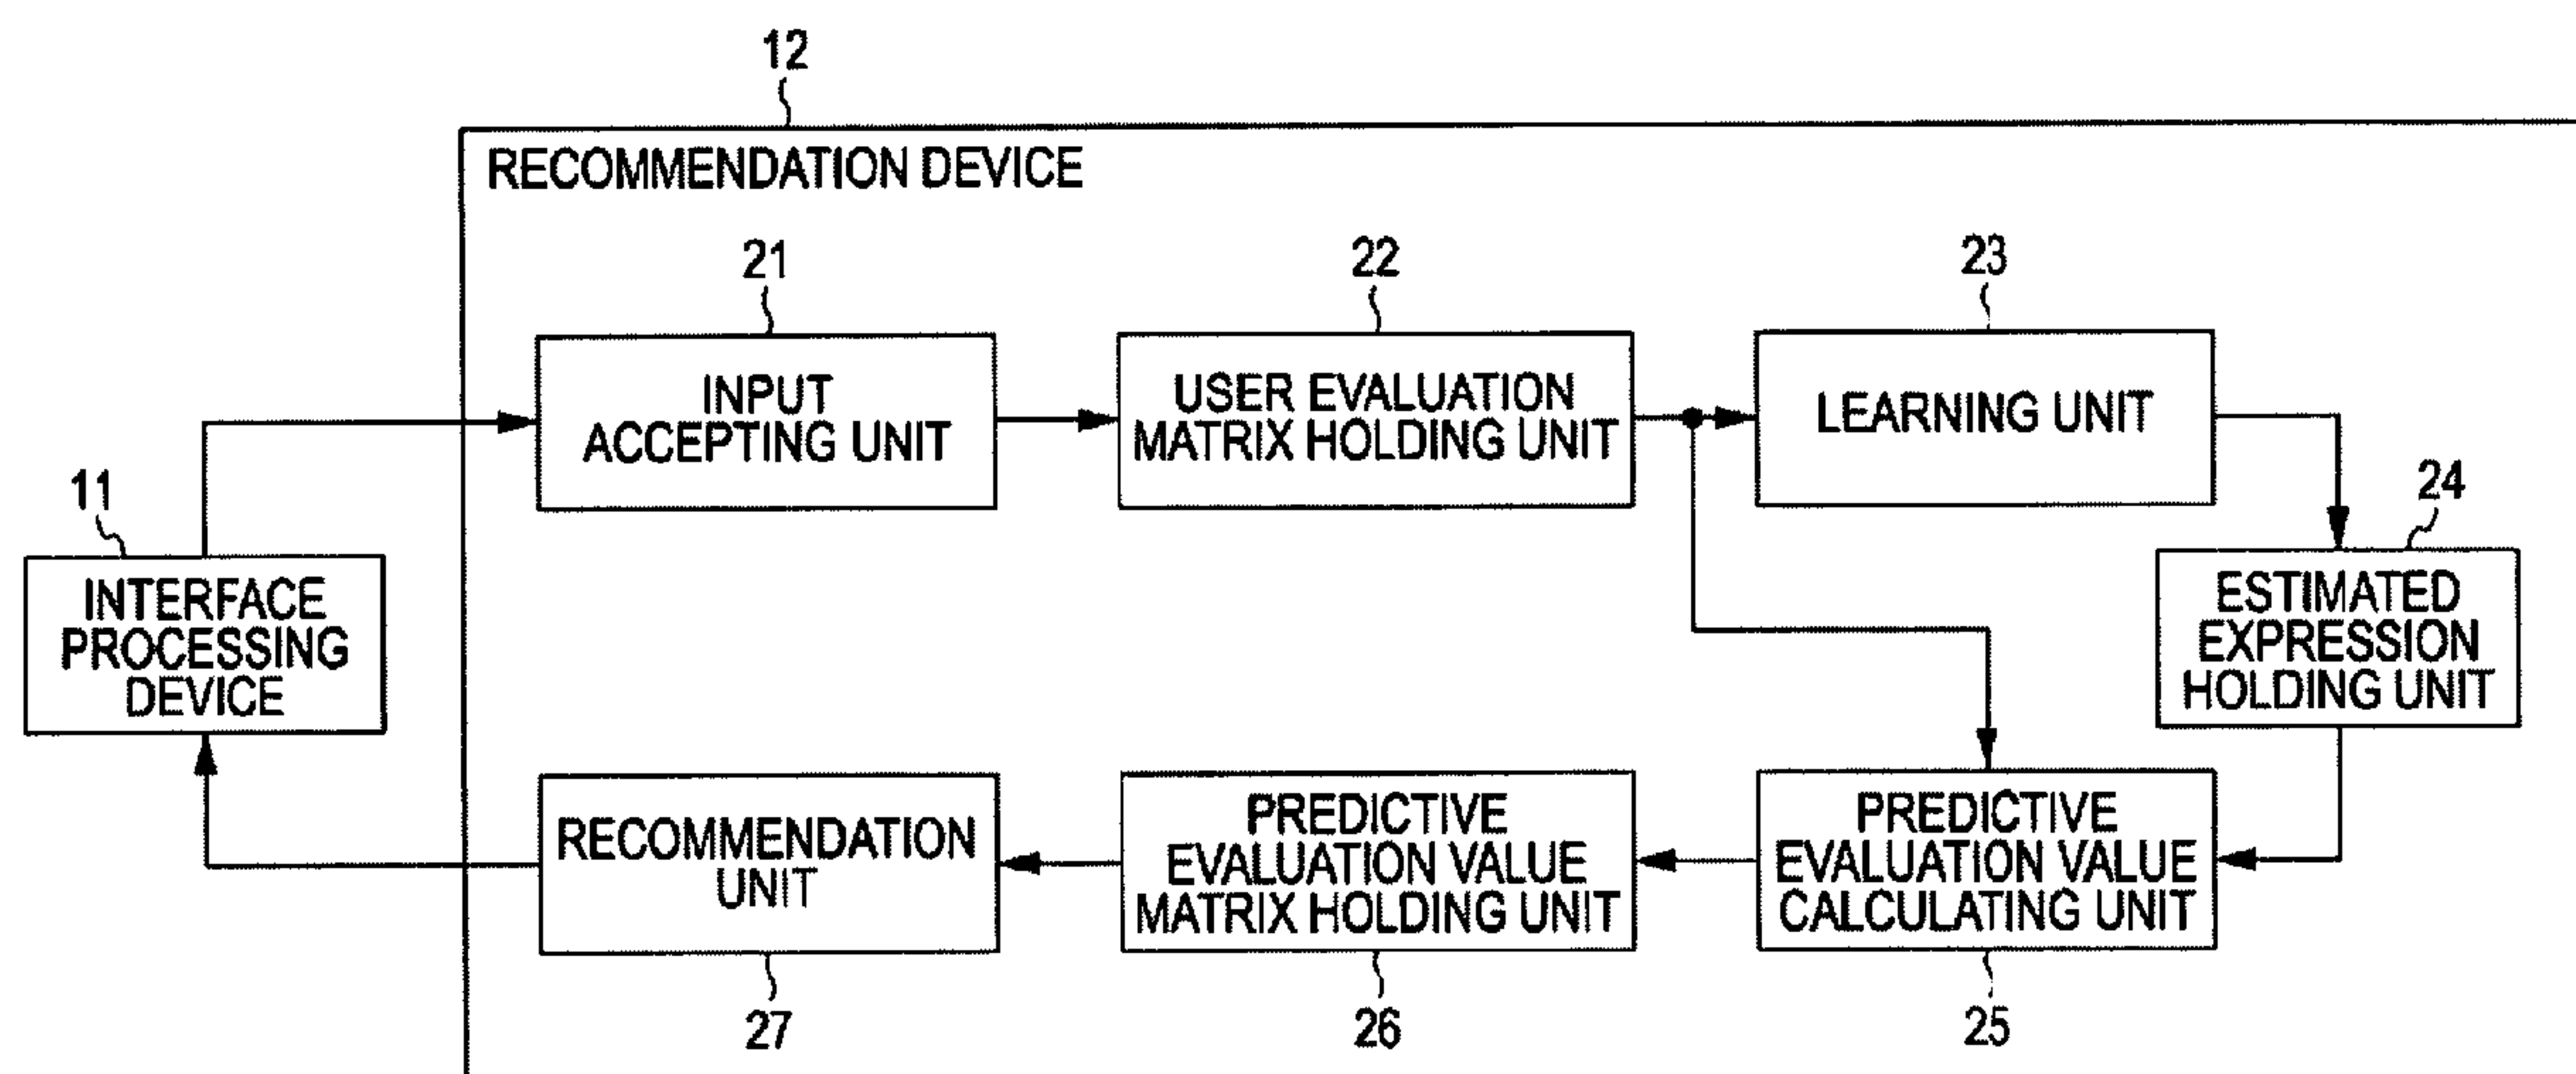 12
RECOMMENDATION DEVICE
21
22
23
INPUT
ACCEPTING UNIT
USER EVALUATION
MATRIX HOLDING UNIT
LEARNING UNIT
11
24
INTERFACE
PROCESSING
DEVICE
ESTIMATED
EXPRESSION
HOLDING UNIT
RECOMMENDATION
UNIT
PREDICTIVE
EVALUATION VALUE
MATRIX HOLDING UNIT
PREDICTIVE
EVALUATION VALUE
CALCULATING UNIT
27
26
25